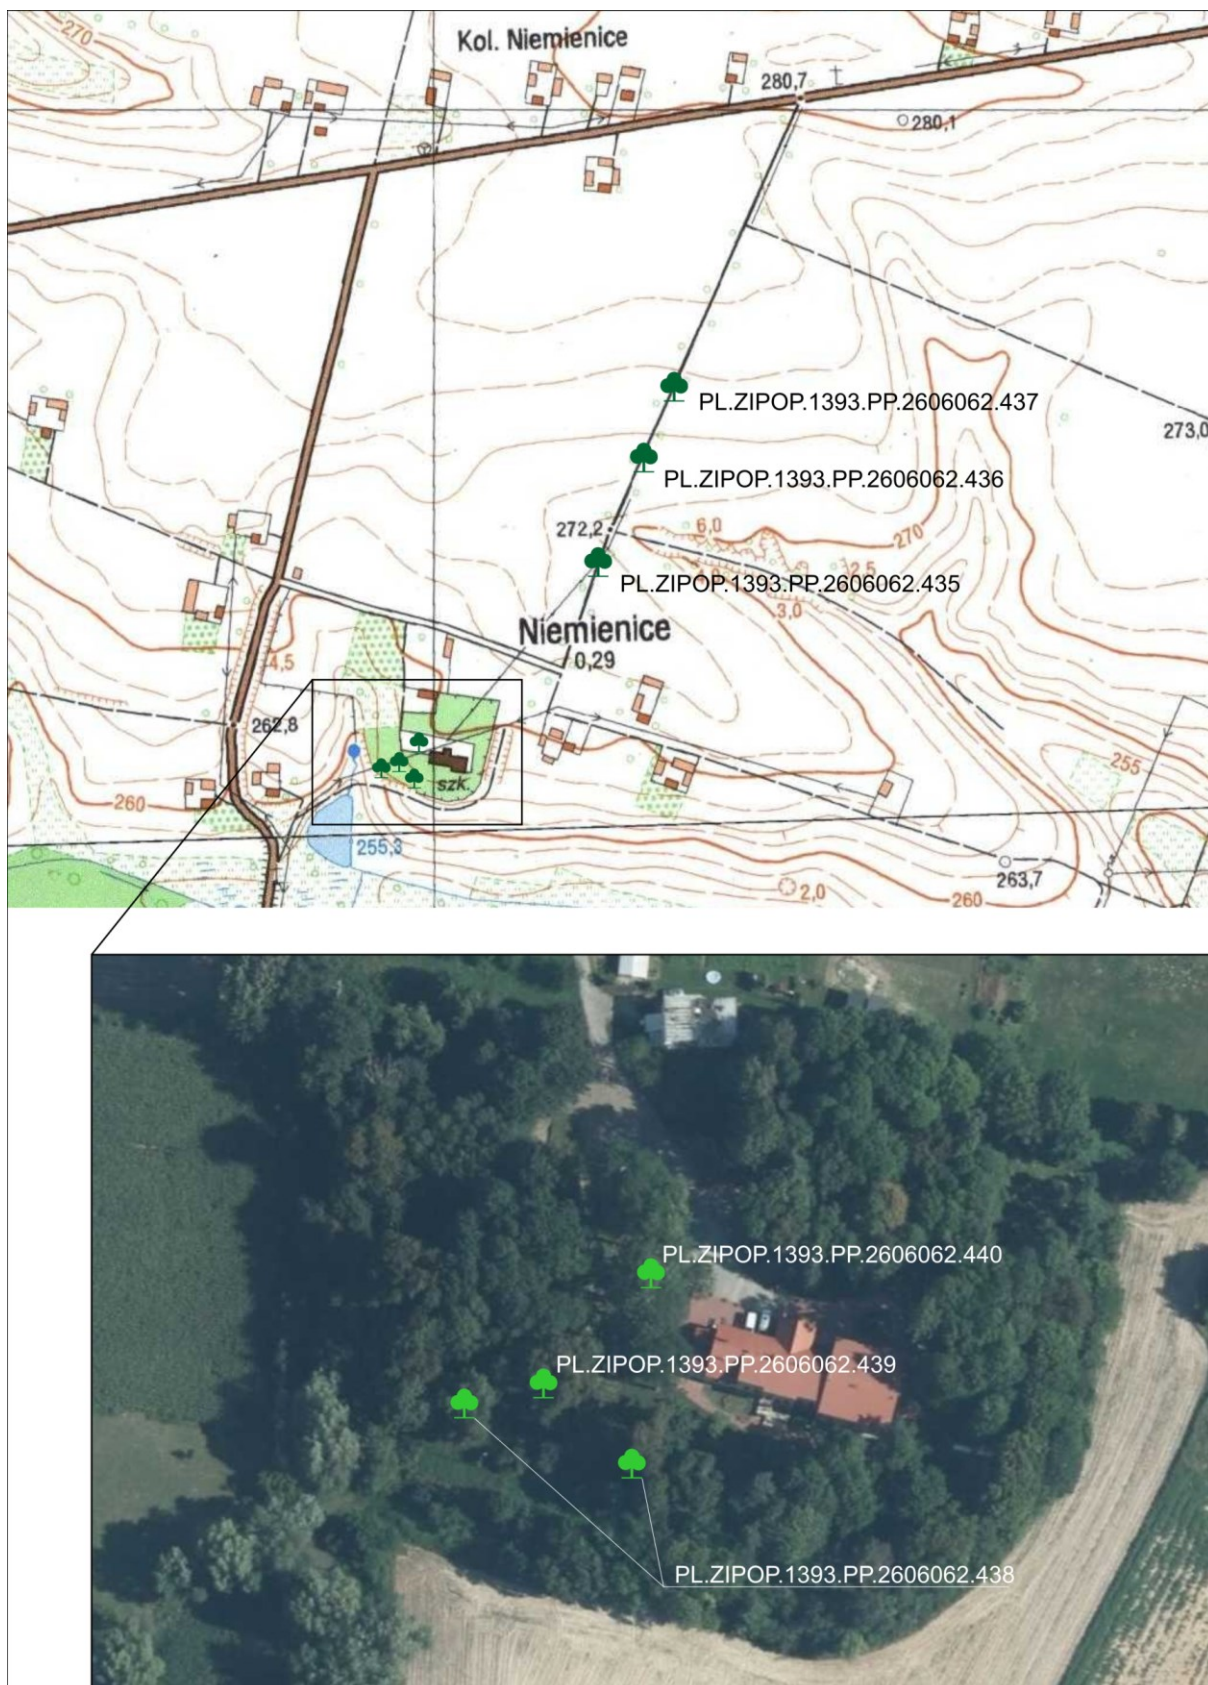 270
Kol. Niemienice
280,7
280,1
PL.ZIPOP.1393.PP.2606062.437
273,0
PL.ZIPOP.1393.PP.2606062.436
272,2
6,0
270
2,5
PL.ZIPOP.1393.PP.2606062.435
3,0
Niemienice
0,29
4,5
262,8
255
szk.
260
255,3
263,7
2,0
260
PL.ZIPOP.1393.PP.2606062.440
PL.ZIPOP.1393.PP.2606062.439
PL.ZIPOP.1393.PP.2606062.438